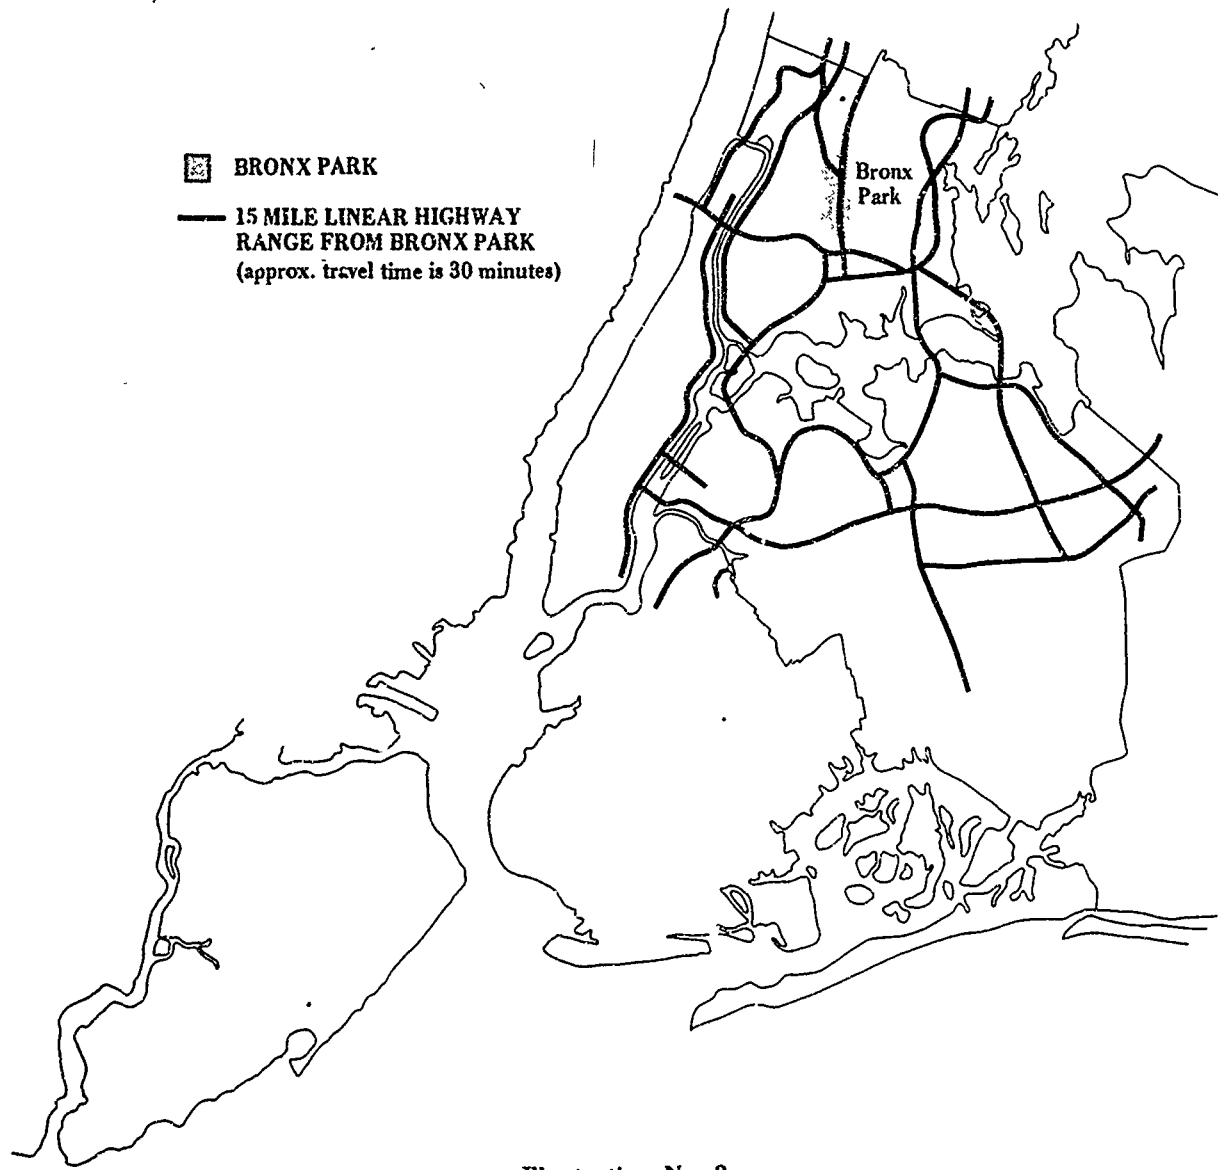 BRONX PARK
15 MILE LINEAR HIGHWAY
RANGE FROM BRONX PARK
(approx. travel time is 30 minutes)
Bronx
Park